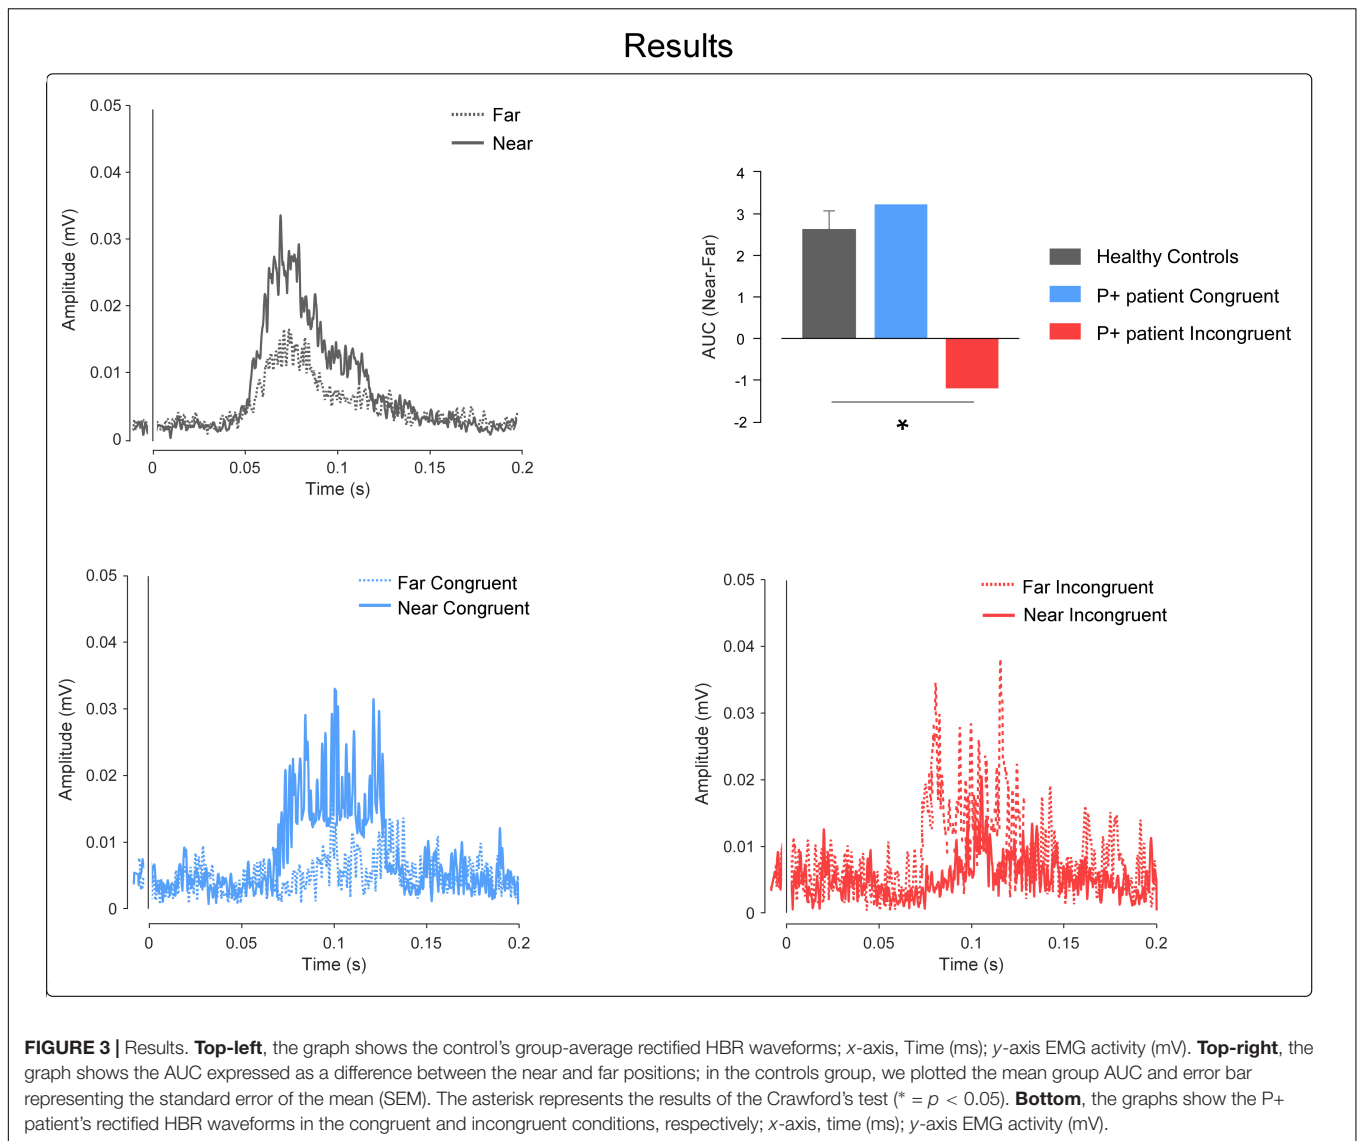 Results
0.05
0.04
0.03
0.02
0.01
0
Amplitude (mV)
0 0.05 0.1 0.15 0.2
Time (s)
Far
Near
4
3
2
1
0
-1
-2
AUC (Near-Far)
*
Healthy Controls
P+ patient Congruent
P+ patient Incongruent
0.05
0.04
0.03
0.02
0.01
0
Amplitude (mV)
0 0.05 0.1 0.15 0.2
Time (s)
Far Congruent
Near Congruent
0.05
0.04
0.03
0.02
0.01
0
Amplitude (mV)
0 0.05 0.1 0.15 0.2
Time (s)
Far Incongruent
Near Incongruent
FIGURE 3 | Results. Top-left, the graph shows the control's group-average rectified HBR waveforms; x-axis, Time (ms); y-axis EMG activity (mV). Top-right, the
graph shows the AUC expressed as a difference between the near and far positions; in the controls group, we plotted the mean group AUC and error bar
representing the standard error of the mean (SEM). The asterisk represents the results of the Crawford's test (* = p < 0.05). Bottom, the graphs show the P+
patient's rectified HBR waveforms in the congruent and incongruent conditions, respectively; x-axis, time (ms); y-axis EMG activity (mV).